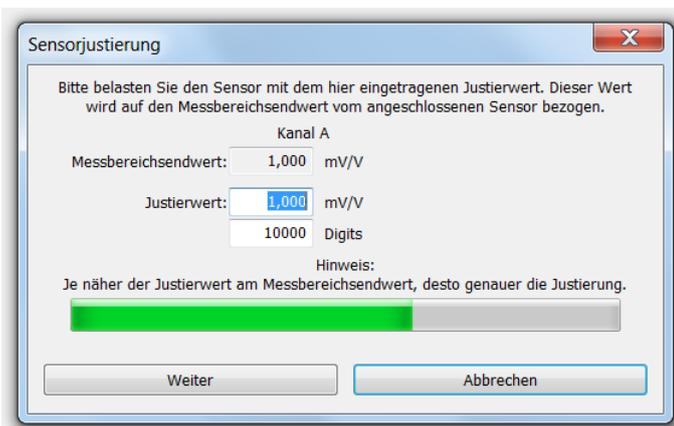 Sensorjustierung
Bitte belasten Sie den Sensor mit dem hier eingetragenen Justierwert. Dieser Wert
wird auf den Messbereichsendwert vom angeschlossenen Sensor bezogen.
Kanal A
Messbereichsendwert: 1,000 mV/V
Justierwert: 1,000 mV/V
10000 Digits
Hinweis:
Je näher der Justierwert am Messbereichsendwert, desto genauer die Justierung.
Weiter Abbrechen